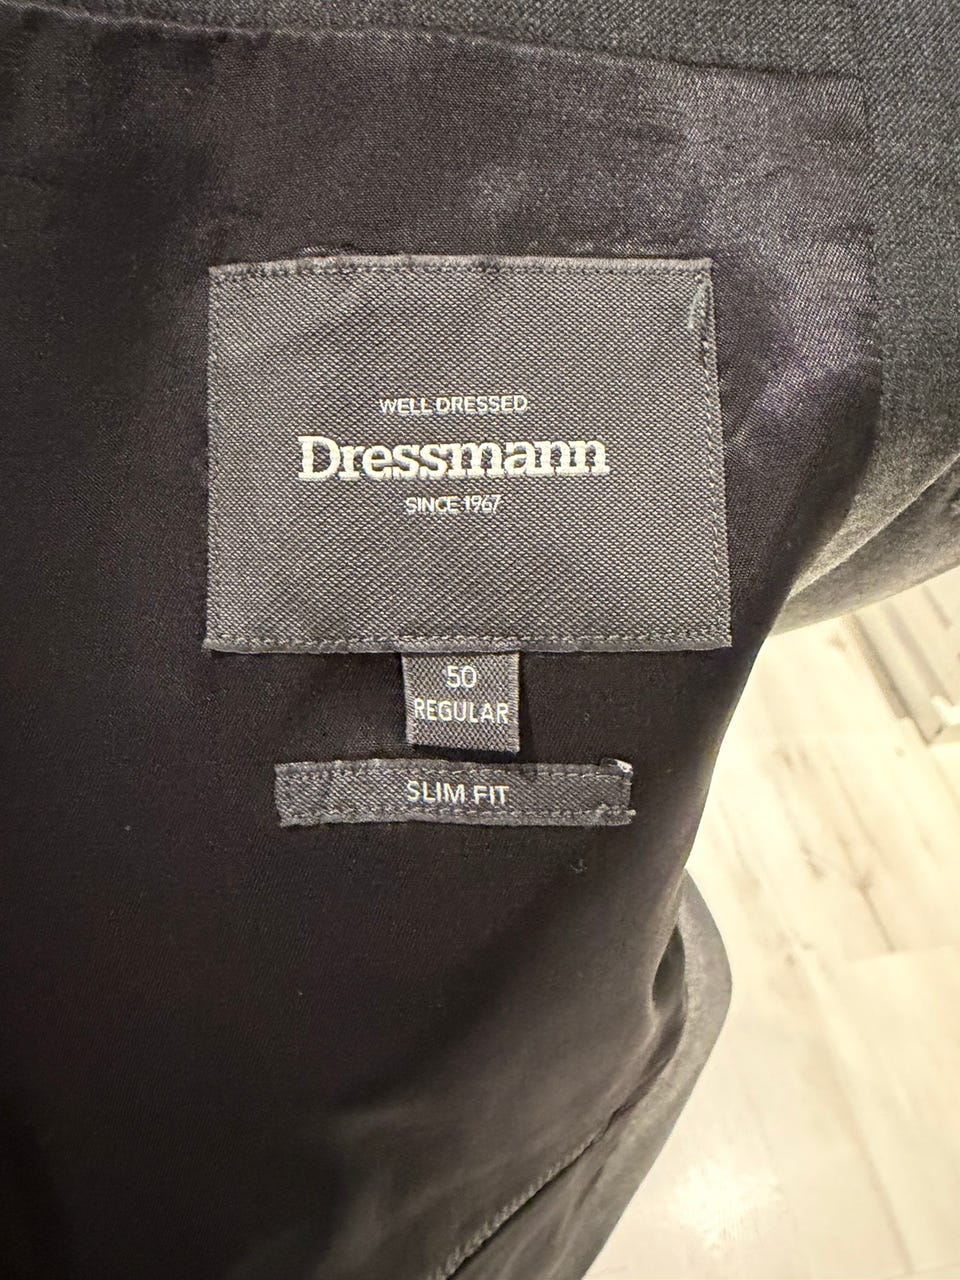 WELL DRESSED
Dressmann
SINCE 1967
50
REGULAR
SLIM FIT